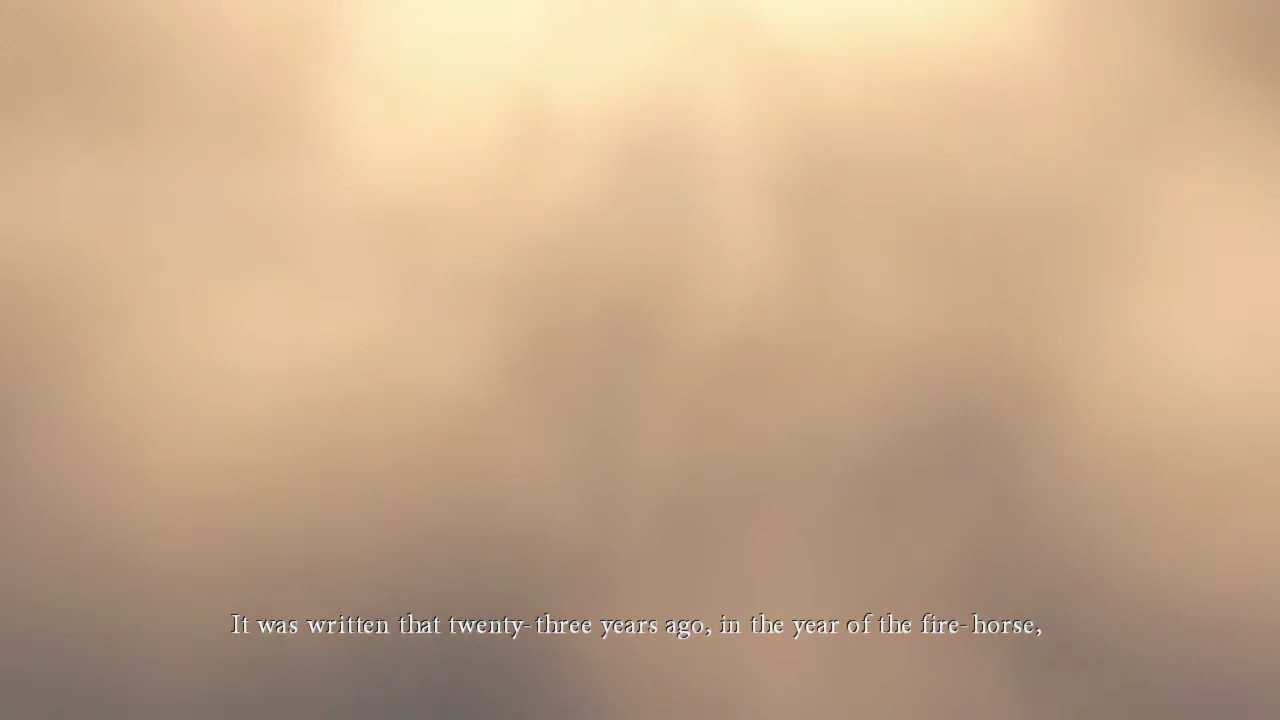 It was written that twenty-three years ago, in the year of the fire-horse,